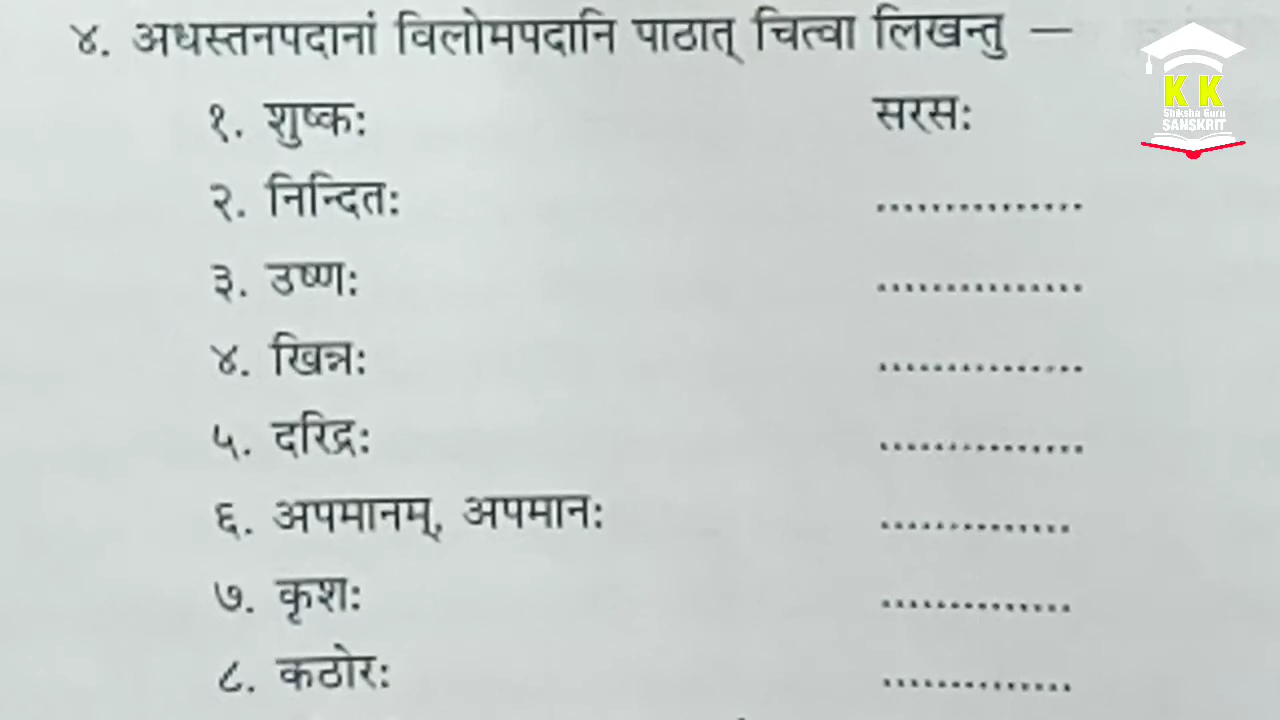 ४. अधस्तनपदानां विलोमपदानि पाठात् चित्वा लिखन्तु —
१. शुष्कः सरसः
२. निन्दितः ...............
३. उष्णः ...............
४. खिन्नः ...............
५. दरिद्रः ...............
६. अपमानम्, अपमानः ..............
७. कृशः ..............
८. कठोरः ..............
K K
Shiksha Guru
SANSKRIT